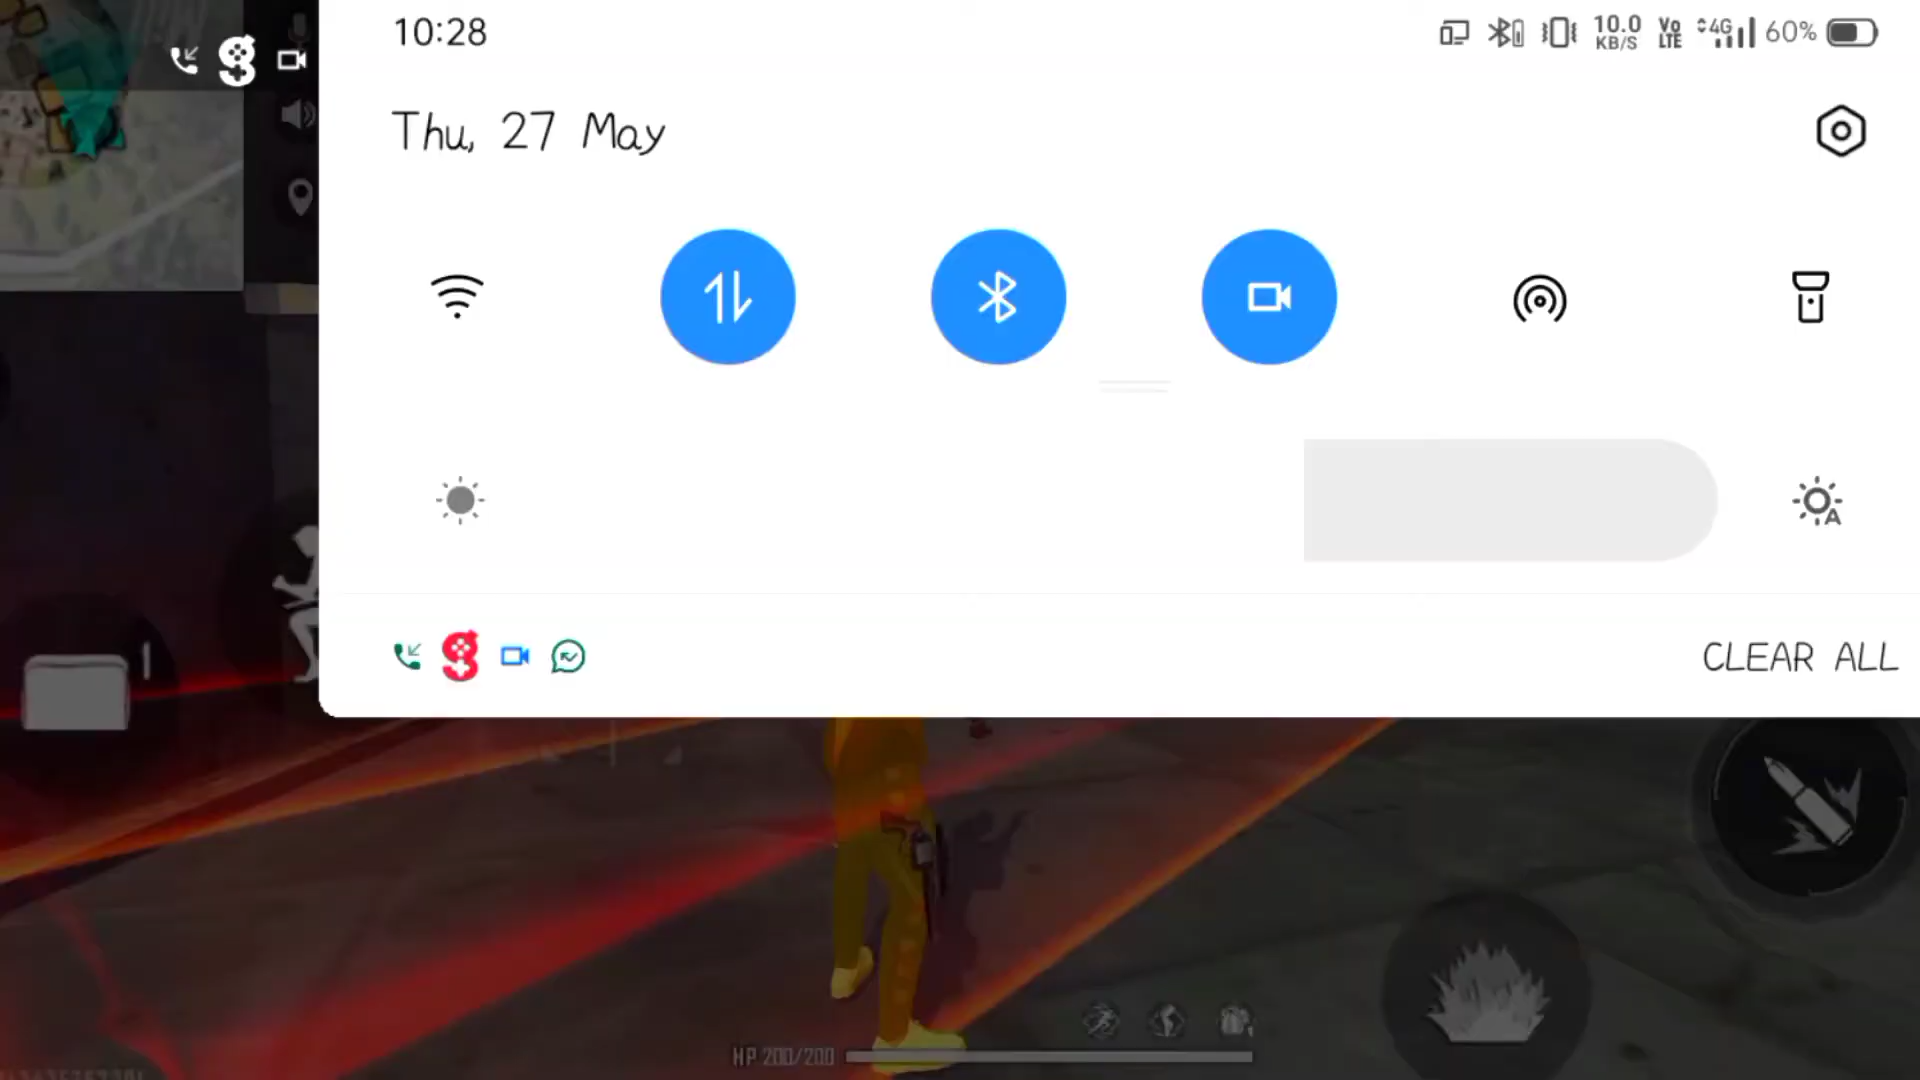 10:28
10.0
KB/S
Vo
LTE
4G
60%
Thu, 27 May
CLEAR ALL
HP 200/200